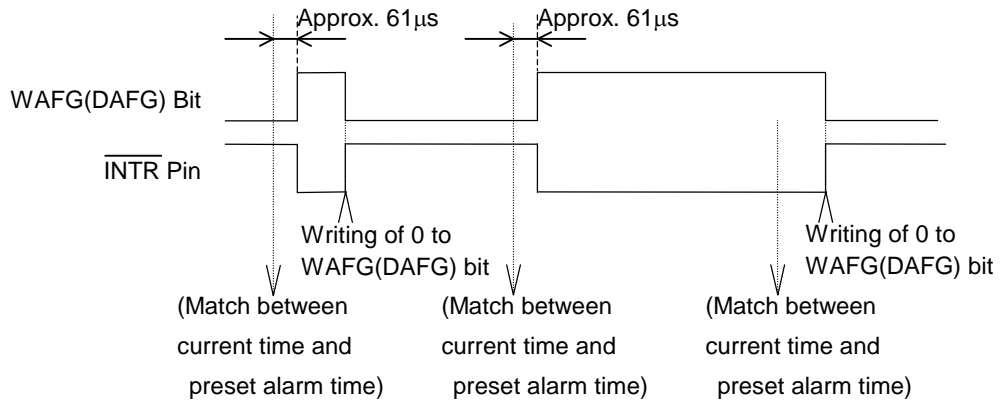 Approx. 61μs
Approx. 61μs
WAFG(DAFG) Bit
INTR Pin
Writing of 0 to
WAFG(DAFG) bit
Writing of 0 to
WAFG(DAFG) bit
(Match between
current time and
preset alarm time)
(Match between
current time and
preset alarm time)
(Match between
current time and
preset alarm time)